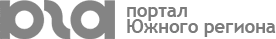 юга
портал
Южного региона